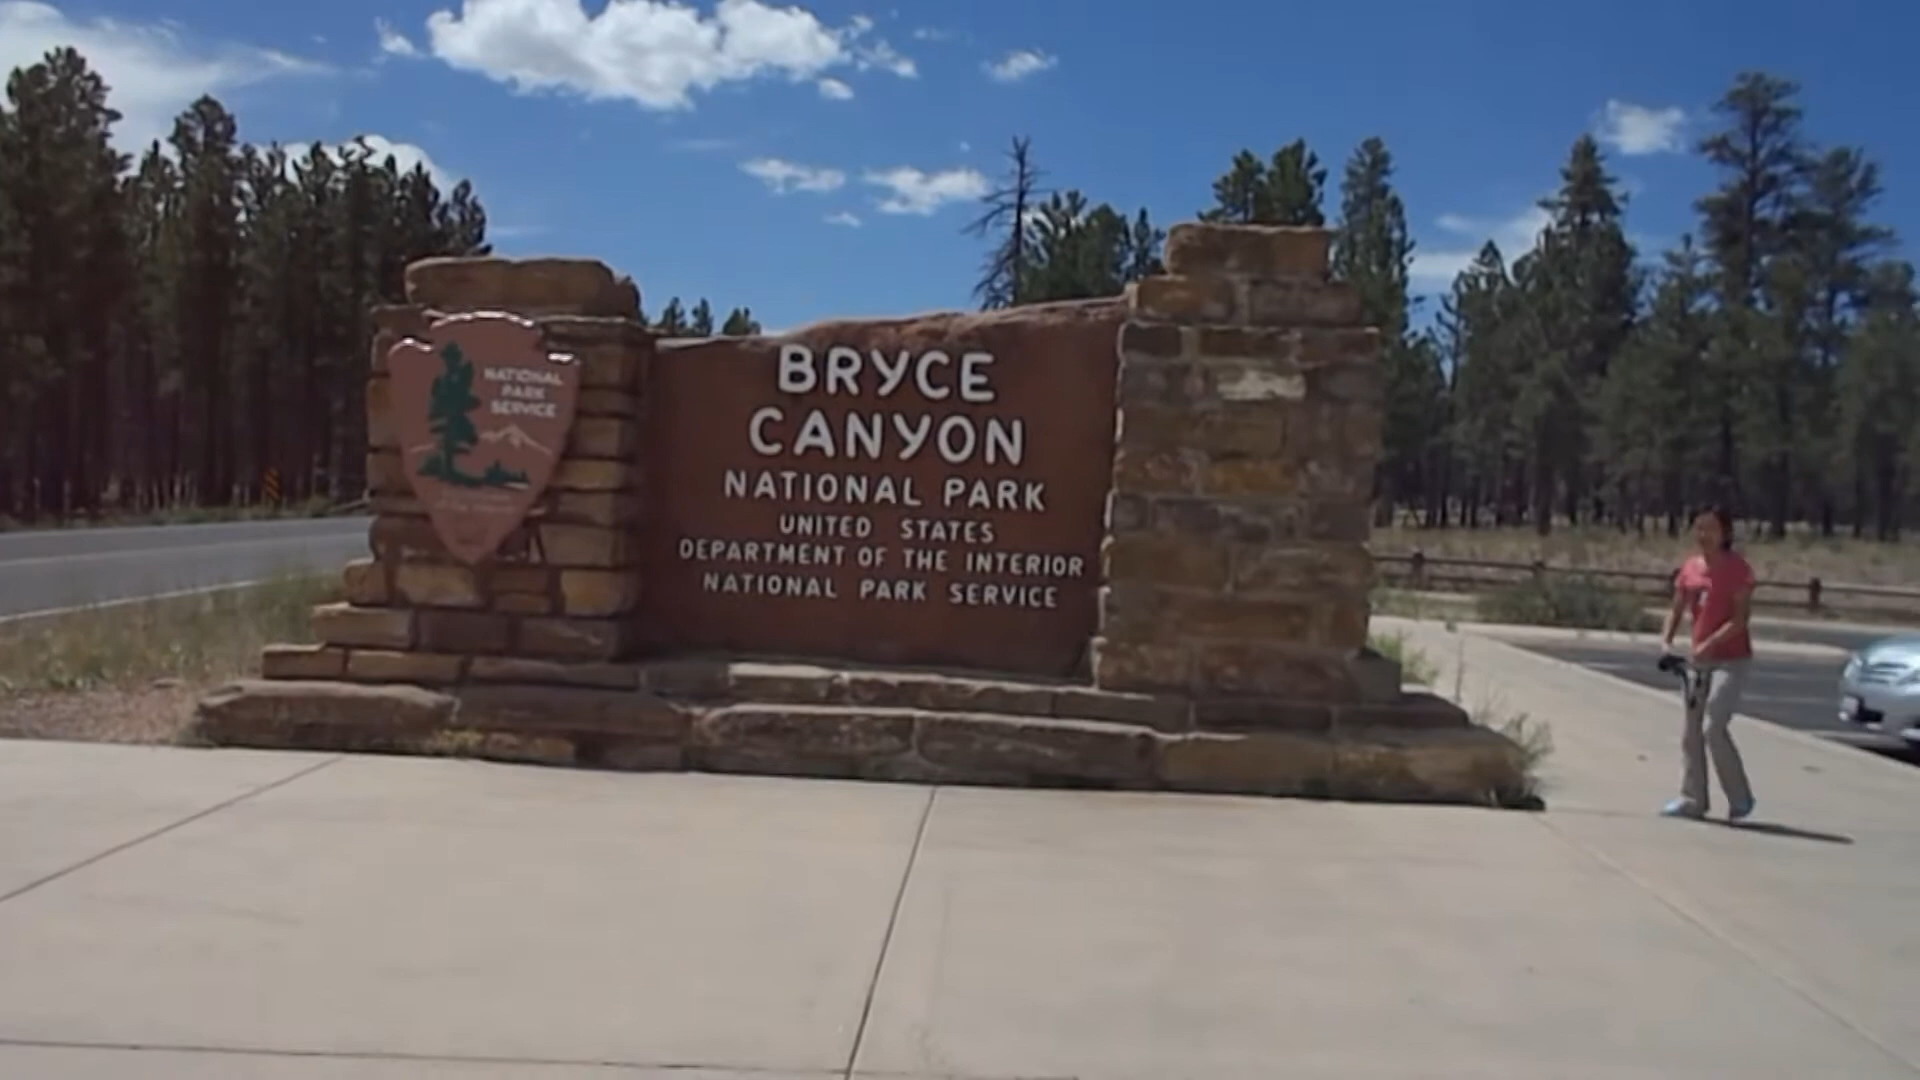 NATIONAL
PARK
SERVICE
BRYCE
CANYON
NATIONAL PARK
UNITED STATES
DEPARTMENT OF THE INTERIOR
NATIONAL PARK SERVICE